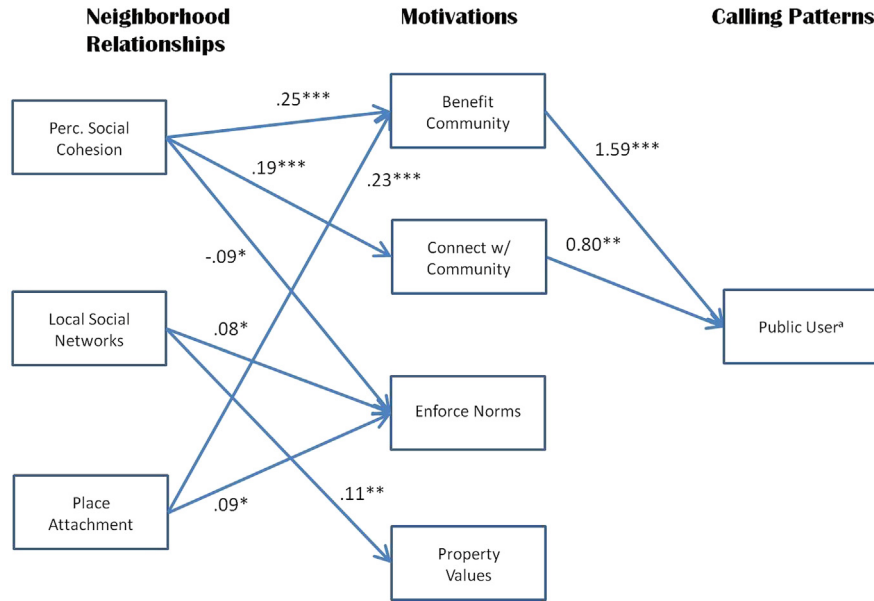 Neighborhood
Relationships
Motivations
Calling Patterns
Perc. Social
Cohesion
Local Social
Networks
Place
Attachment
.25***
.19***
.23***
-.09*
.08*
.09*
.11**
Benefit
Community
Connect w/
Community
Enforce Norms
Property
Values
1.59***
0.80**
Public Userᵃ